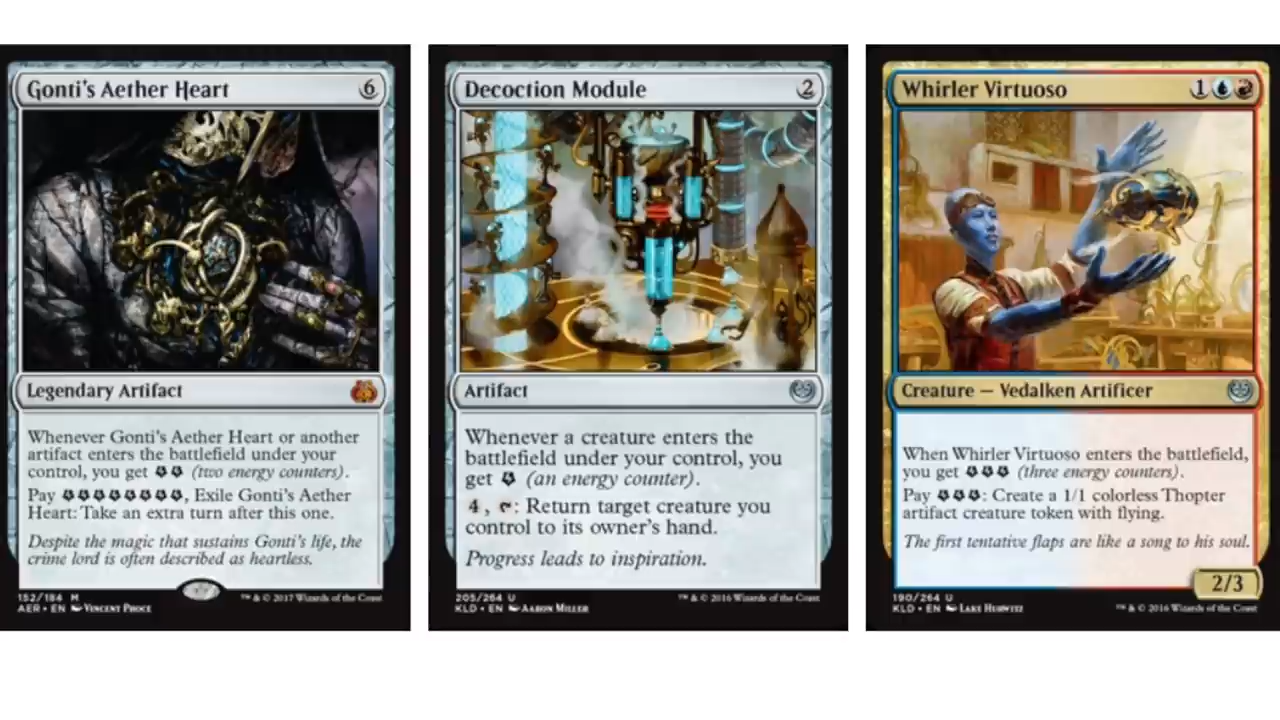 Gonti's Aether Heart 6
Legendary Artifact
Whenever Gonti's Aether Heart or another
artifact enters the battlefield under your
control, you get (two energy counters).
Pay , Exile Gonti's Aether
Heart: Take an extra turn after this one.
Despite the magic that sustains Gonti's life, the
crime lord is often described as heartless.
152/184 M
AER • EN Vincent Proce
™ & © 2017 Wizards of the Coast
Decoction Module 2
Artifact
Whenever a creature enters the
battlefield under your control, you
get (an energy counter).
4, : Return target creature you
control to its owner's hand.
Progress leads to inspiration.
205/264 U
KLD • EN Aaron Miller
™ & © 2016 Wizards of the Coast
Whirler Virtuoso 1
Creature — Vedalken Artificer
When Whirler Virtuoso enters the battlefield,
you get (three energy counters).
Pay : Create a 1/1 colorless Thopter
artifact creature token with flying.
The first tentative flaps are like a song to his soul.
2/3
190/264 U
KLD • EN Lake Hurwitz
™ & © 2016 Wizards of the Coast